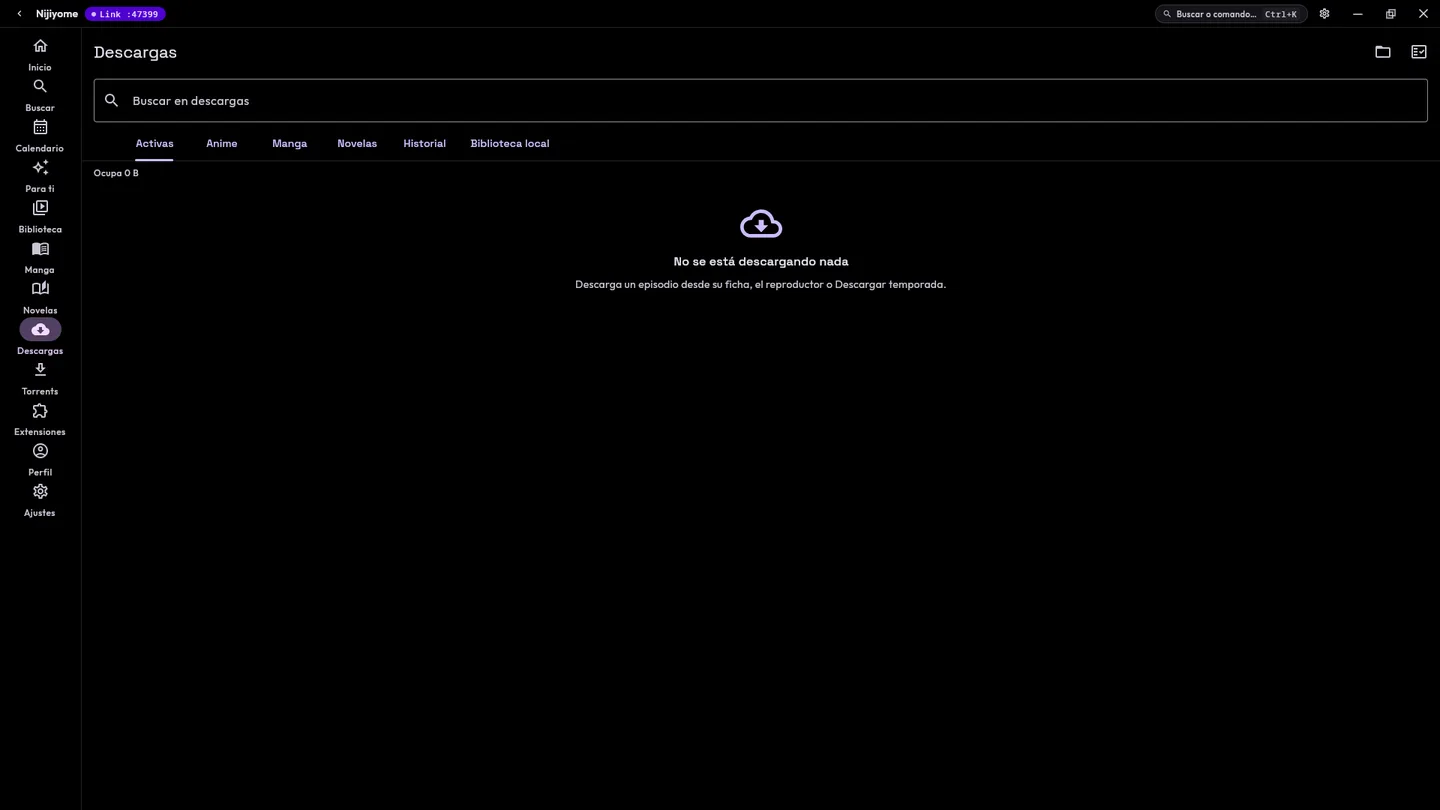 Nijiyome
Link :47399
Buscar o comando... Ctrl+K
Inicio
Buscar
Calendario
Para ti
Biblioteca
Manga
Novelas
Descargas
Torrents
Extensiones
Perfil
Ajustes
Descargas
Buscar en descargas
Activas Anime Manga Novelas Historial Biblioteca local
Ocupa 0 B
No se está descargando nada
Descarga un episodio desde su ficha, el reproductor o Descargar temporada.